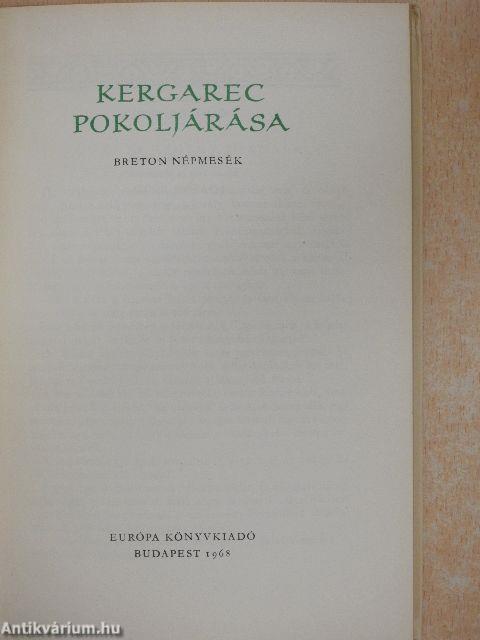 KERGAREC
POKOLJÁRÁSA
BRETON NÉPMESÉK
EURÓPA KÖNYVKIADÓ
BUDAPEST 1968
Antikvárium.hu